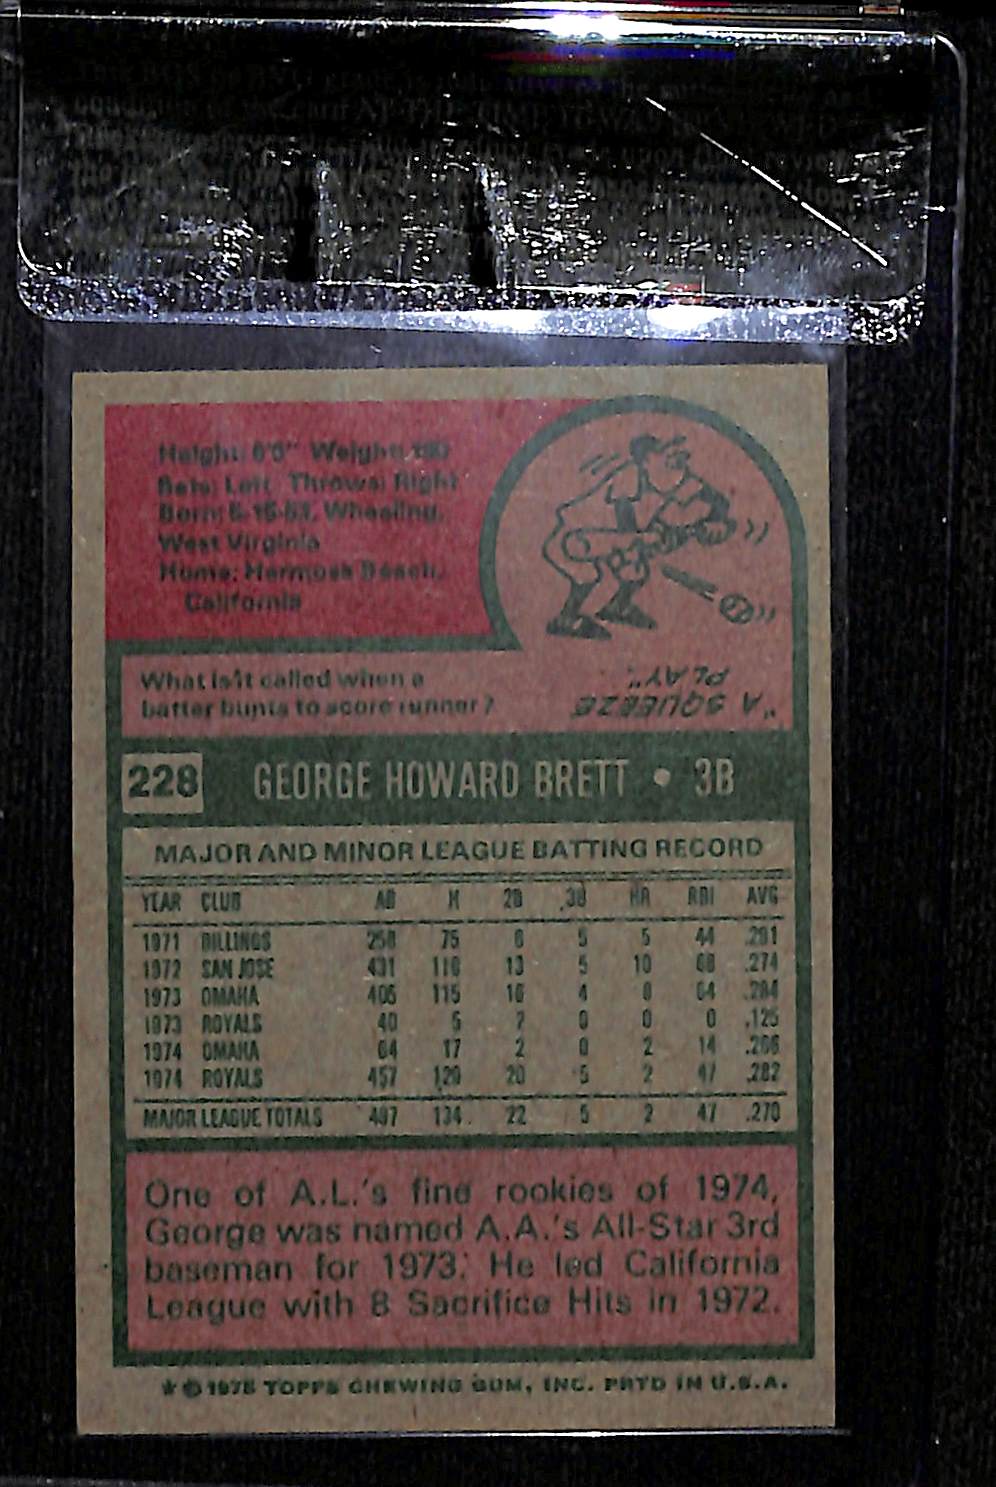 Height: 6'0" Weight: 190
Bats: Left Throws: Right
Born: 5-15-53, Wheeling,
West Virginia
Home: Hermosa Beach,
California
What is it called when a
batter bunts to score runner?
"A SQUEEZE
PLAY."
228 GEORGE HOWARD BRETT • 3B
MAJOR AND MINOR LEAGUE BATTING RECORD
YEAR CLUB AB H 2B 3B HR RBI AVG
1971 BILLINGS 258 75 8 5 5 44 .291
1972 SAN JOSE 431 118 13 5 10 68 .274
1973 OMAHA 405 115 16 4 8 64 .284
1973 ROYALS 40 5 2 0 0 0 .125
1974 OMAHA 64 17 2 0 2 14 .266
1974 ROYALS 457 129 20 5 2 47 .282
MAJOR LEAGUE TOTALS 497 134 22 5 2 47 .270
One of A.L.'s fine rookies of 1974,
George was named A.A.'s All-Star 3rd
baseman for 1973. He led California
League with 8 Sacrifice Hits in 1972.
★ © 1975 TOPPS CHEWING GUM, INC. PRTD IN U.S.A.